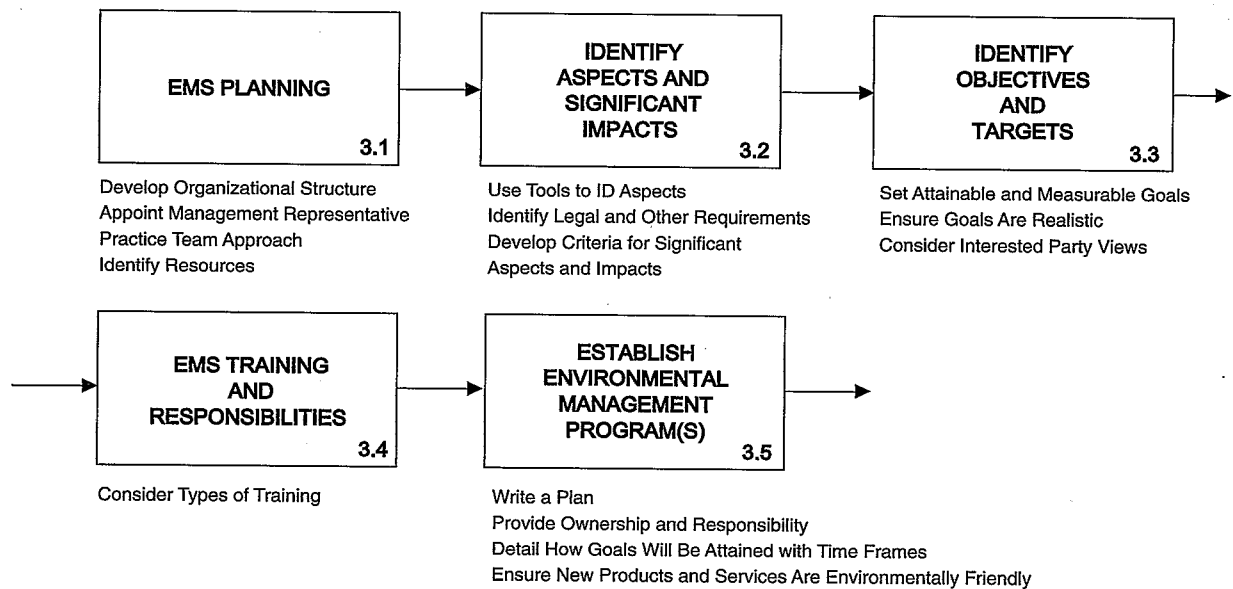 EMS PLANNING
3.1
Develop Organizational Structure
Appoint Management Representative
Practice Team Approach
Identify Resources
IDENTIFY
ASPECTS AND
SIGNIFICANT
IMPACTS
3.2
Use Tools to ID Aspects
Identify Legal and Other Requirements
Develop Criteria for Significant
Aspects and Impacts
IDENTIFY
OBJECTIVES
AND
TARGETS
3.3
Set Attainable and Measurable Goals
Ensure Goals Are Realistic
Consider Interested Party Views
EMS TRAINING
AND
RESPONSIBILITIES
3.4
Consider Types of Training
ESTABLISH
ENVIRONMENTAL
MANAGEMENT
PROGRAM(S)
3.5
Write a Plan
Provide Ownership and Responsibility
Detail How Goals Will Be Attained with Time Frames
Ensure New Products and Services Are Environmentally Friendly